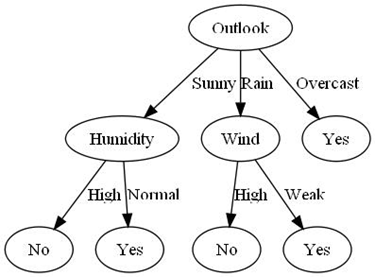 Outlook
Sunny Rain Overcast
Humidity Wind Yes
High Normal High Weak
No Yes No Yes